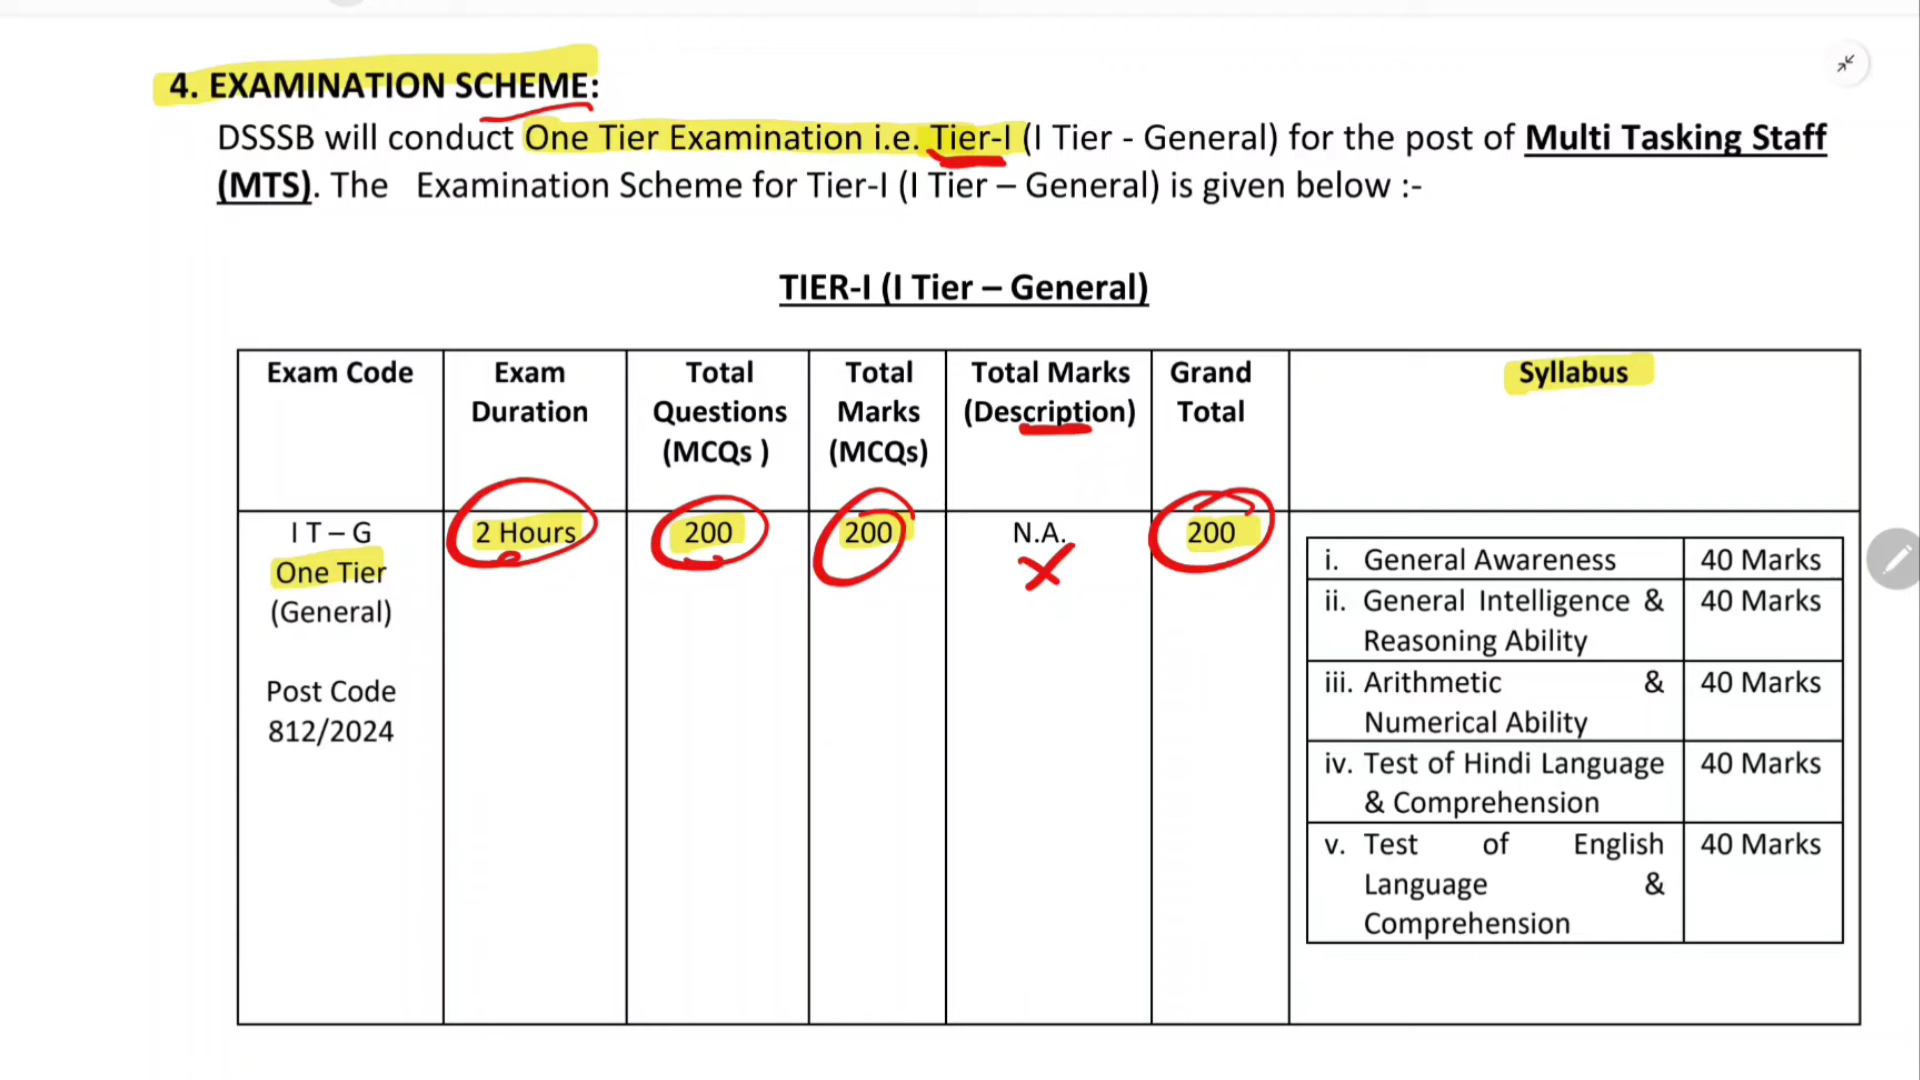 4. EXAMINATION SCHEME:
DSSSB will conduct One Tier Examination i.e. Tier-I (I Tier - General) for the post of Multi Tasking Staff
(MTS). The Examination Scheme for Tier-I (I Tier – General) is given below :-
TIER-I (I Tier – General)
Exam Code
Exam
Duration
Total
Questions
(MCQs )
Total
Marks
(MCQs)
Total Marks
(Description)
Grand
Total
Syllabus
I T – G
One Tier
(General)
Post Code
812/2024
2 Hours
200
200
N.A.
200
i. General Awareness 40 Marks
ii. General Intelligence & 40 Marks
Reasoning Ability
iii. Arithmetic & 40 Marks
Numerical Ability
iv. Test of Hindi Language 40 Marks
& Comprehension
v. Test of English 40 Marks
Language &
Comprehension